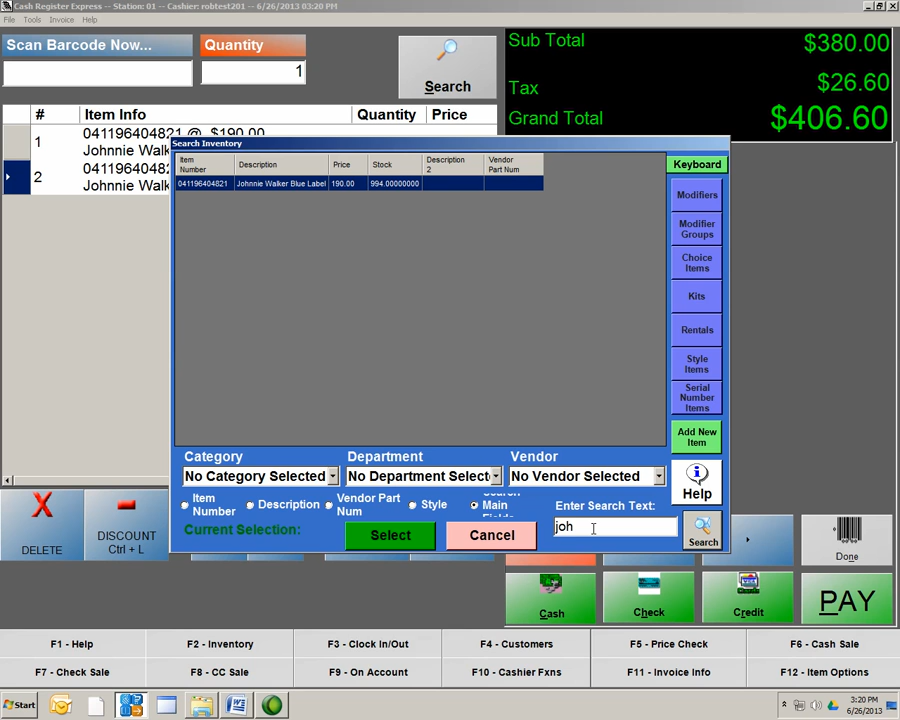 Cash Register Express -- Station: 01 -- Cashier: robtest201 -- 6/26/2013 03:20 PM
File Tools Invoice Help
Scan Barcode Now...
Quantity
1
Search
Sub Total $380.00
Tax $26.60
Grand Total $406.60
# Item Info Quantity Price
1 041196404821 @ $190.00
Johnnie Walk
2 04119640482
Johnnie Walk
Search Inventory
Item Number Description Price Stock Description 2 Vendor Part Num
041196404821 Johnnie Walker Blue Label 190.00 994.00000000
Keyboard
Modifiers
Modifier
Groups
Choice
Items
Kits
Rentals
Style
Items
Serial
Number
Items
Add New
Item
Help
Category Department Vendor
No Category Selected No Department Select No Vendor Selected
Item Number Description Vendor Part Num Style Search Main Fields
Enter Search Text:
joh
Search
Current Selection:
Select
Cancel
DELETE
DISCOUNT
Ctrl + L
Done
Cash
Check
Credit
PAY
F1 - Help F2 - Inventory F3 - Clock In/Out F4 - Customers F5 - Price Check F6 - Cash Sale
F7 - Check Sale F8 - CC Sale F9 - On Account F10 - Cashier Fxns F11 - Invoice Info F12 - Item Options
Start
3:20 PM
6/26/2013